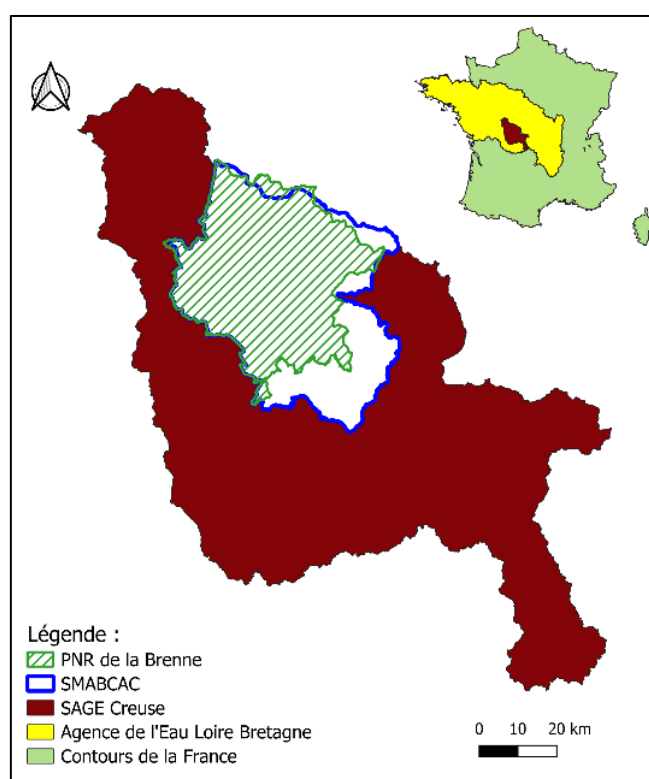 Légende :
PNR de la Brenne
SMABCAC
SAGE Creuse
Agence de l'Eau Loire Bretagne
Contours de la France
0 10 20 km